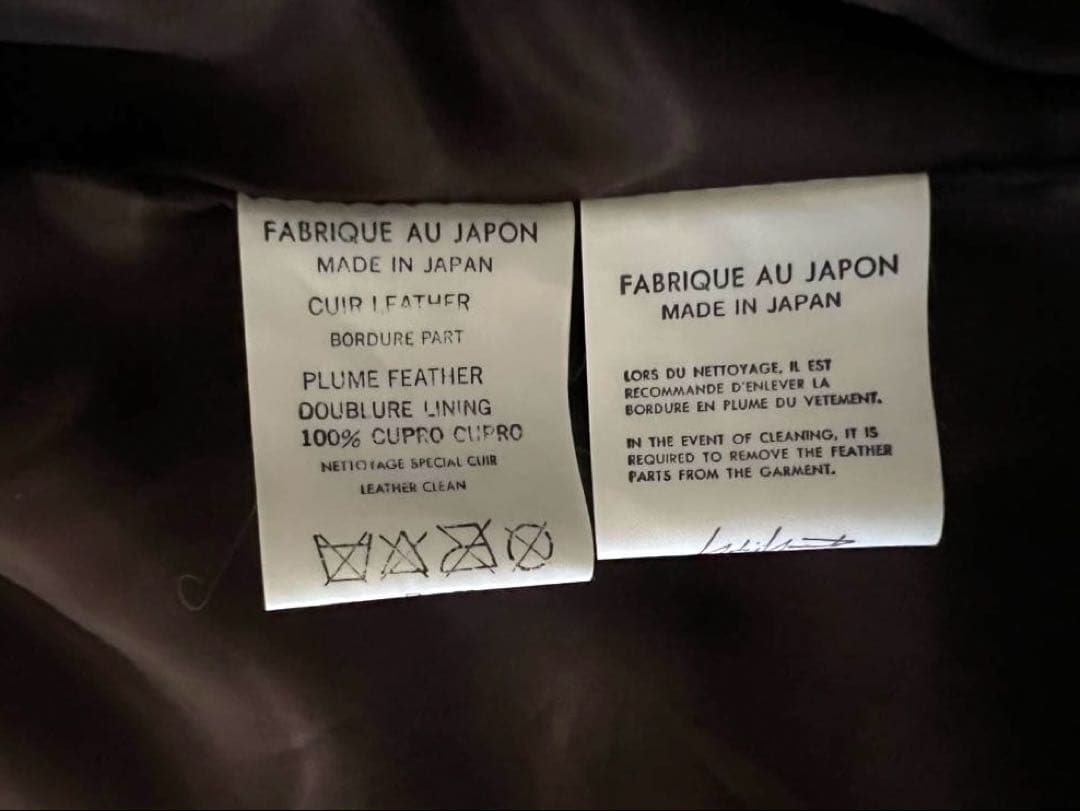 FABRIQUE AU JAPON
MADE IN JAPAN
CUIR LEATHER
BORDURE PART
PLUME FEATHER
DOUBLURE LINING
100% CUPRO CUPRO
NETTOYAGE SPECIAL CUIR
LEATHER CLEAN
FABRIQUE AU JAPON
MADE IN JAPAN
LORS DU NETTOYAGE, IL EST
RECOMMANDE D'ENLEVER LA
BORDURE EN PLUME DU VETEMENT.
IN THE EVENT OF CLEANING, IT IS
REQUIRED TO REMOVE THE FEATHER
PARTS FROM THE GARMENT.